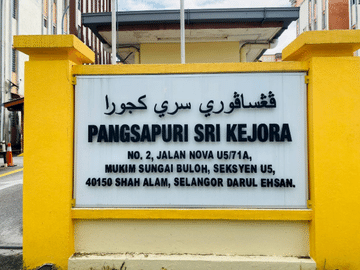 ڤڠساڤوري سري كجورا
PANGSAPURI SRI KEJORA
NO. 2, JALAN NOVA U5/71A,
MUKIM SUNGAI BULOH, SEKSYEN U5,
40150 SHAH ALAM, SELANGOR DARUL EHSAN.